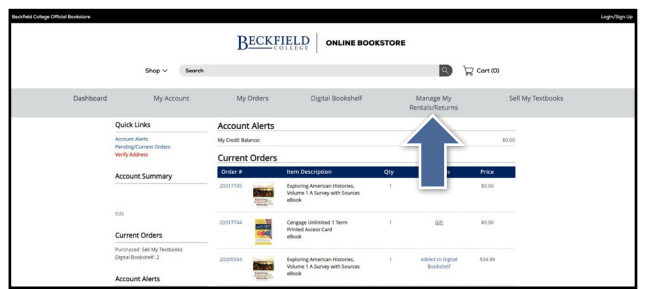 Beckfield College Official Bookstore
Login/Sign Up
BECKFIELD COLLEGE ONLINE BOOKSTORE
Shop
Search
Cart (0)
Dashboard My Account My Orders Digital Bookshelf Manage My Rentals/Returns Sell My Textbooks
Quick Links
Account Alerts
Pending/Current Orders
Verify Address
Account Summary
Edit
Current Orders
Purchased: Sell My Textbooks
Digital Bookshelf: 2
Account Alerts
Account Alerts
My Credit Balance: $0.00
Current Orders
Order # Item Description Qty Price
20317745 Exploring American Histories, 1 $0.00
Volume 1 A Survey with Sources
eBook
20317744 Cengage Unlimited 1 Term 1 Gift $0.00
Printed Access Card
eBook
20205594 Exploring American Histories, 1 Added to Digital $34.99
Volume 1 A Survey with Sources Bookshelf
eBook